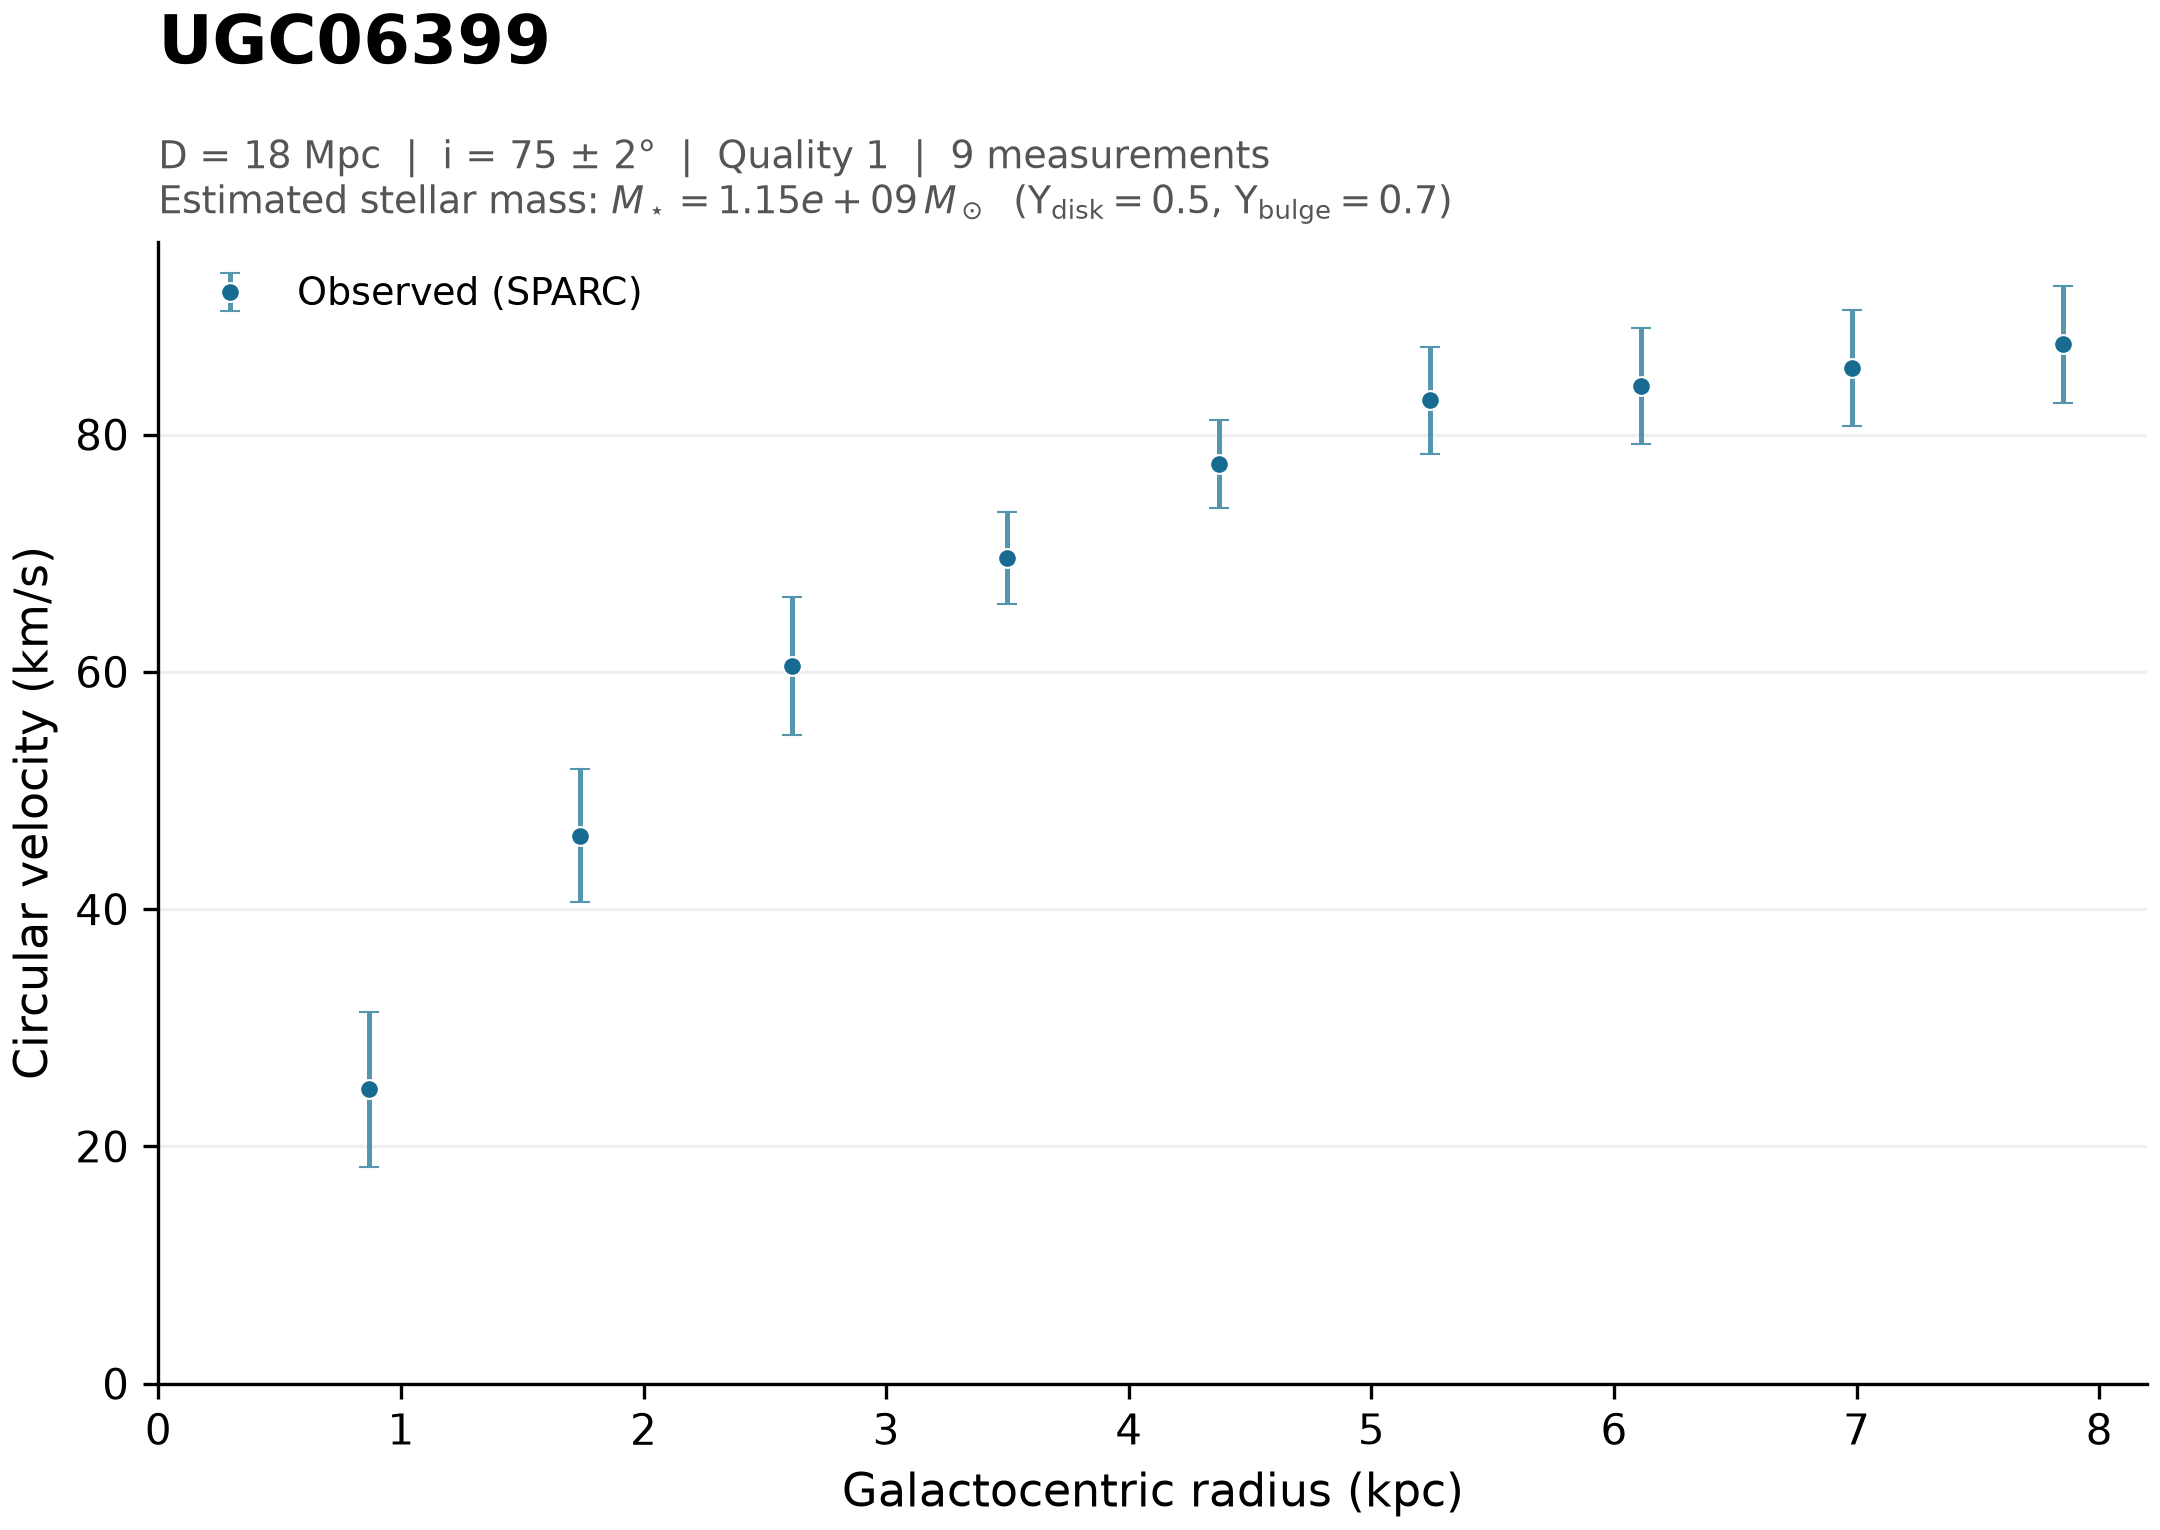 UGC06399
D = 18 Mpc | i = 75 ± 2° | Quality 1 | 9 measurements
Estimated stellar mass: M⋆ = 1.15e + 09 M⊙ (Υdisk = 0.5, Υbulge = 0.7)
Observed (SPARC)
80
60
40
20
0
Circular velocity (km/s)
0 1 2 3 4 5 6 7 8
Galactocentric radius (kpc)